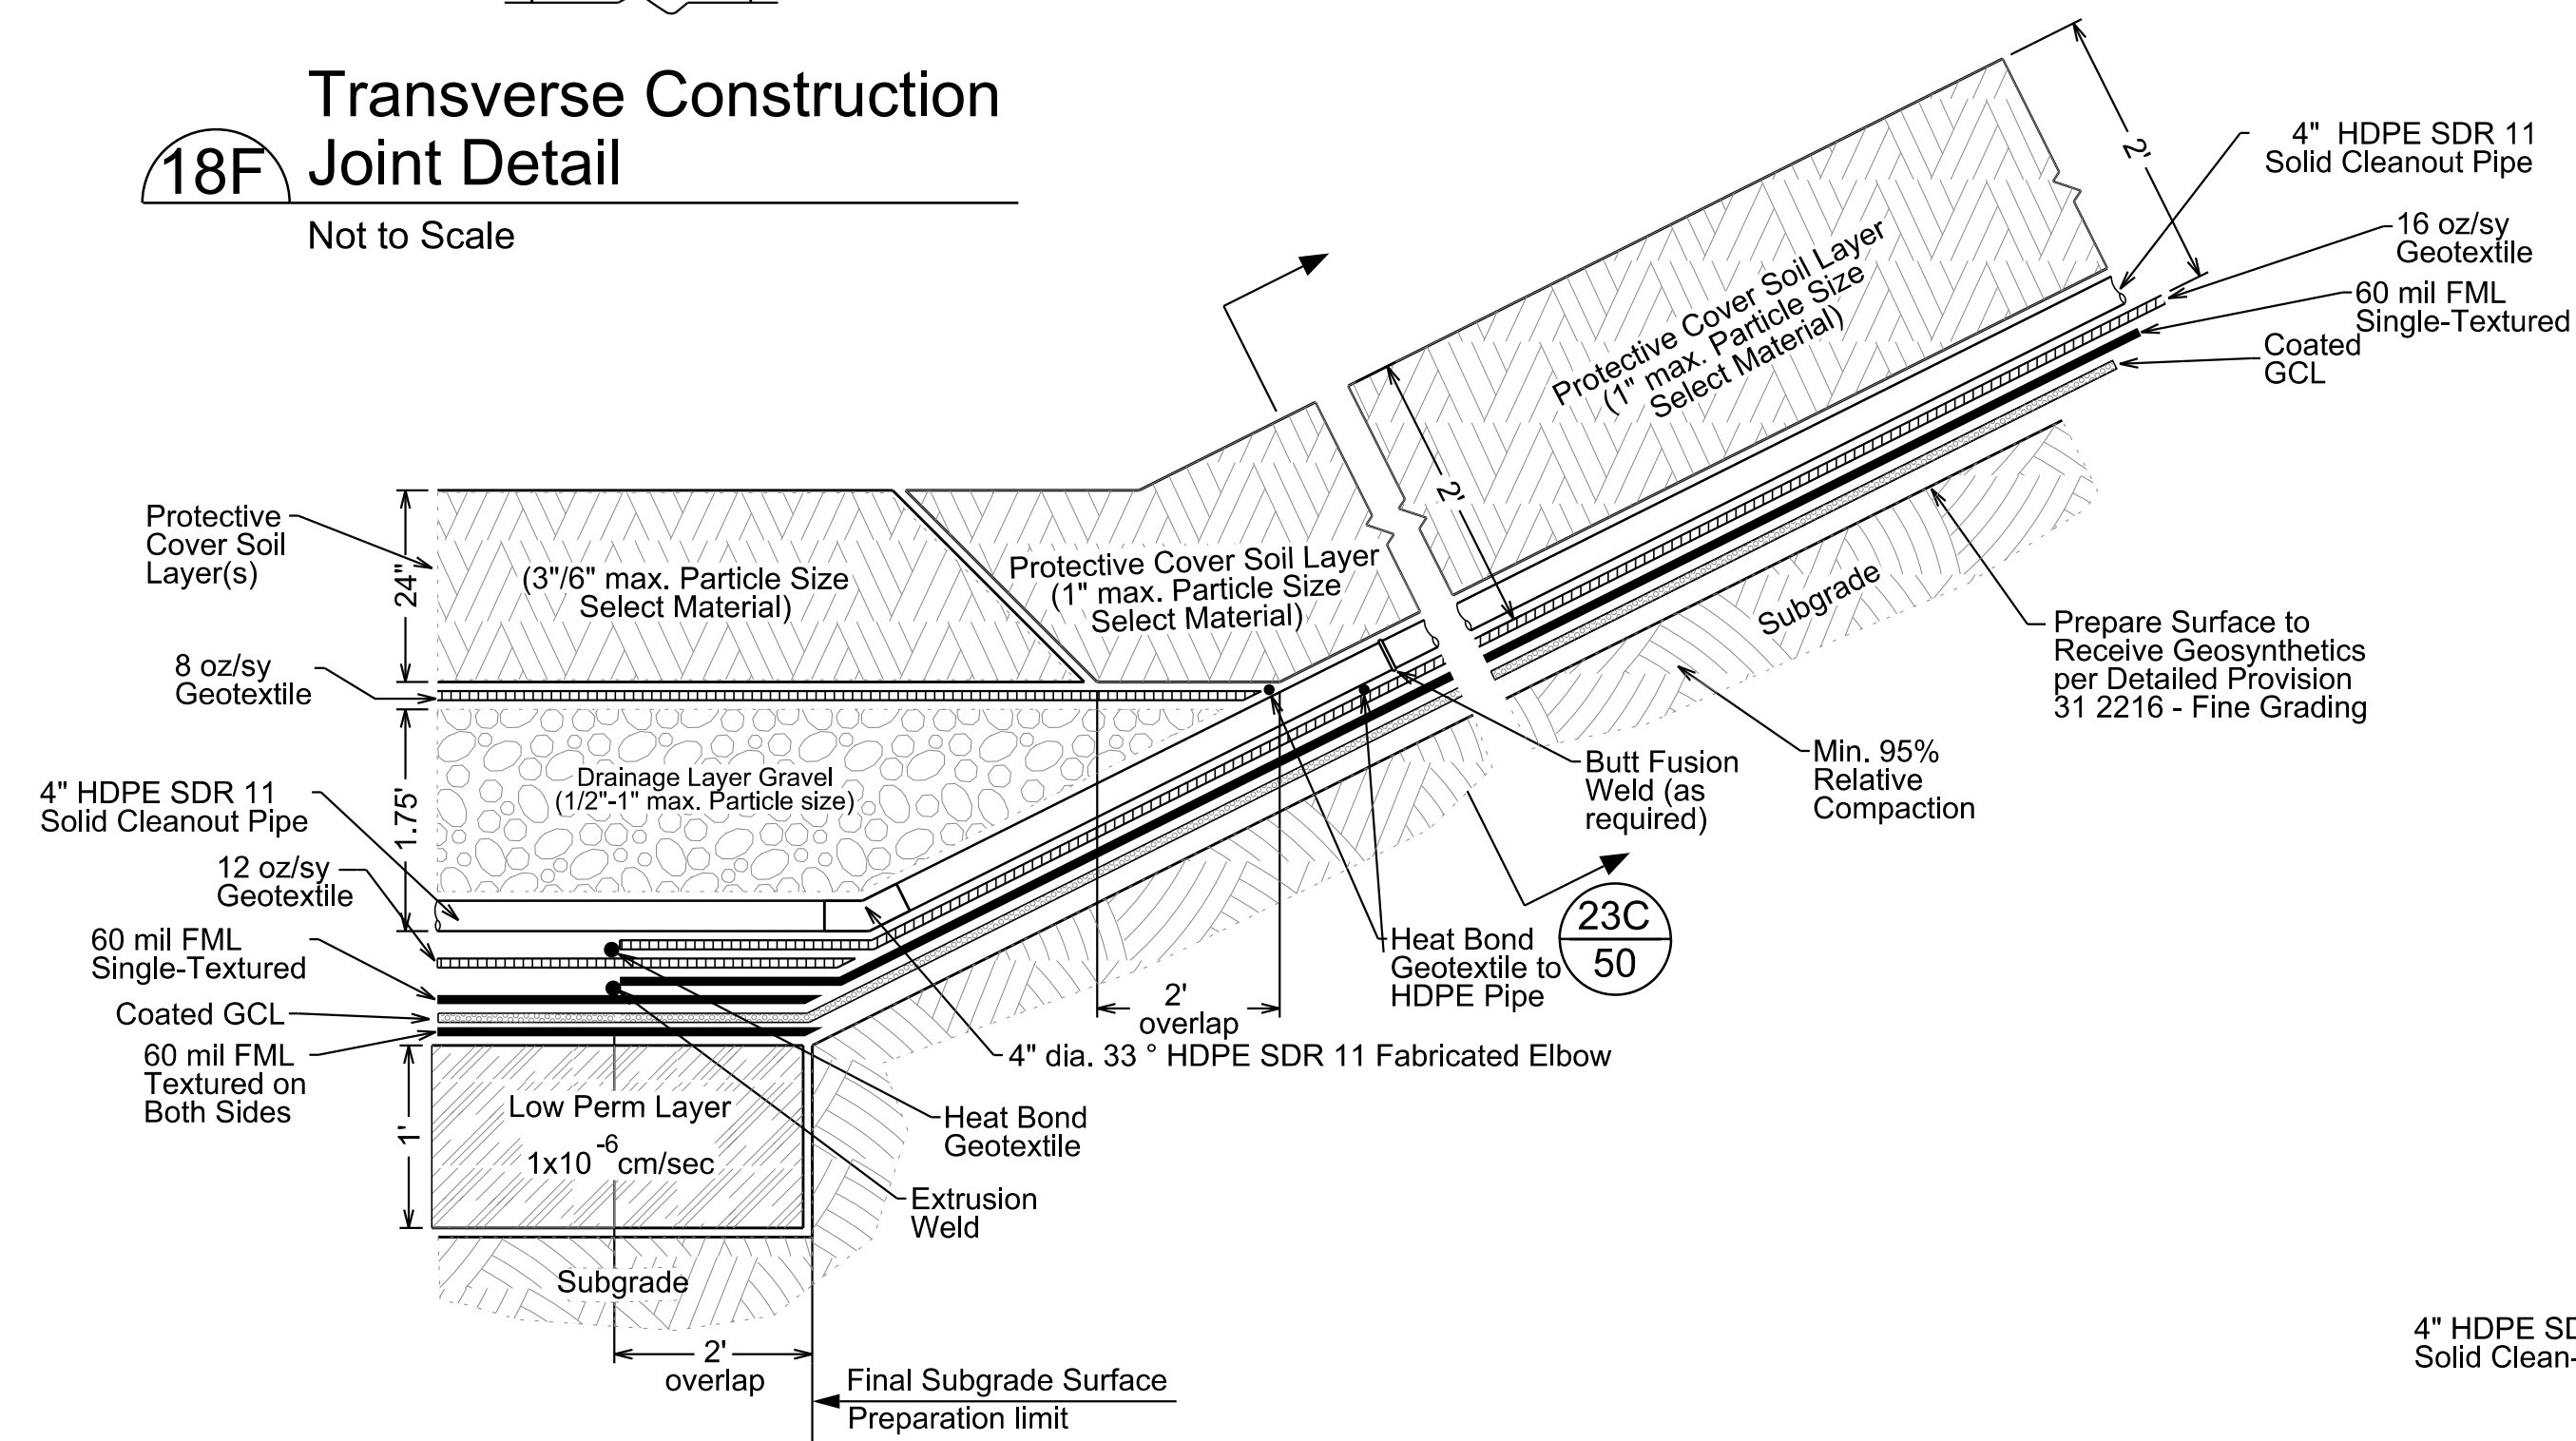 Transverse Construction
Joint Detail
18F
Not to Scale
4" HDPE SDR 11
Solid Cleanout Pipe
16 oz/sy
Geotextile
60 mil FML
Single-Textured
Coated
GCL
2'
Protective Cover Soil Layer
(1" max. Particle Size
Select Material)
2'
Subgrade
Prepare Surface to
Receive Geosynthetics
per Detailed Provision
31 2216 - Fine Grading
Min. 95%
Relative
Compaction
Butt Fusion
Weld (as
required)
Protective
Cover Soil
Layer(s)
24"
(3"/6" max. Particle Size
Select Material)
Protective Cover Soil Layer
(1" max. Particle Size
Select Material)
8 oz/sy
Geotextile
Drainage Layer Gravel
(1/2"-1" max. Particle size)
1.75'
4" HDPE SDR 11
Solid Cleanout Pipe
12 oz/sy
Geotextile
60 mil FML
Single-Textured
Coated GCL
60 mil FML
Textured on
Both Sides
23C
50
Heat Bond
Geotextile to
HDPE Pipe
2'
overlap
4" dia. 33 ° HDPE SDR 11 Fabricated Elbow
Low Perm Layer
1x10 -6 cm/sec
1'
Heat Bond
Geotextile
Extrusion
Weld
Subgrade
2'
overlap
Final Subgrade Surface
Preparation limit
4" HDPE SD
Solid Clean-